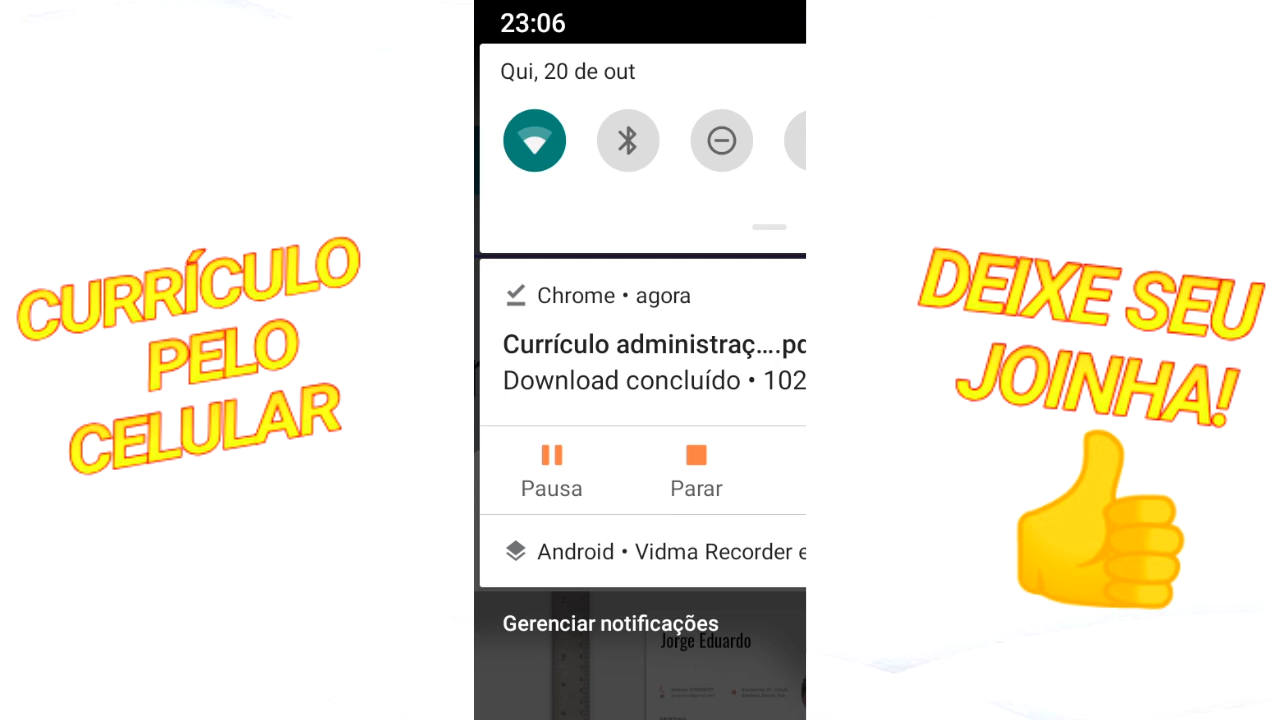 CURRÍCULO
PELO
CELULAR
23:06
Qui, 20 de out
Chrome • agora
Currículo administraç….pd
Download concluído • 102
Pausa
Parar
Android • Vidma Recorder e
Gerenciar notificações
Jorge Eduardo
DEIXE SEU
JOINHA!